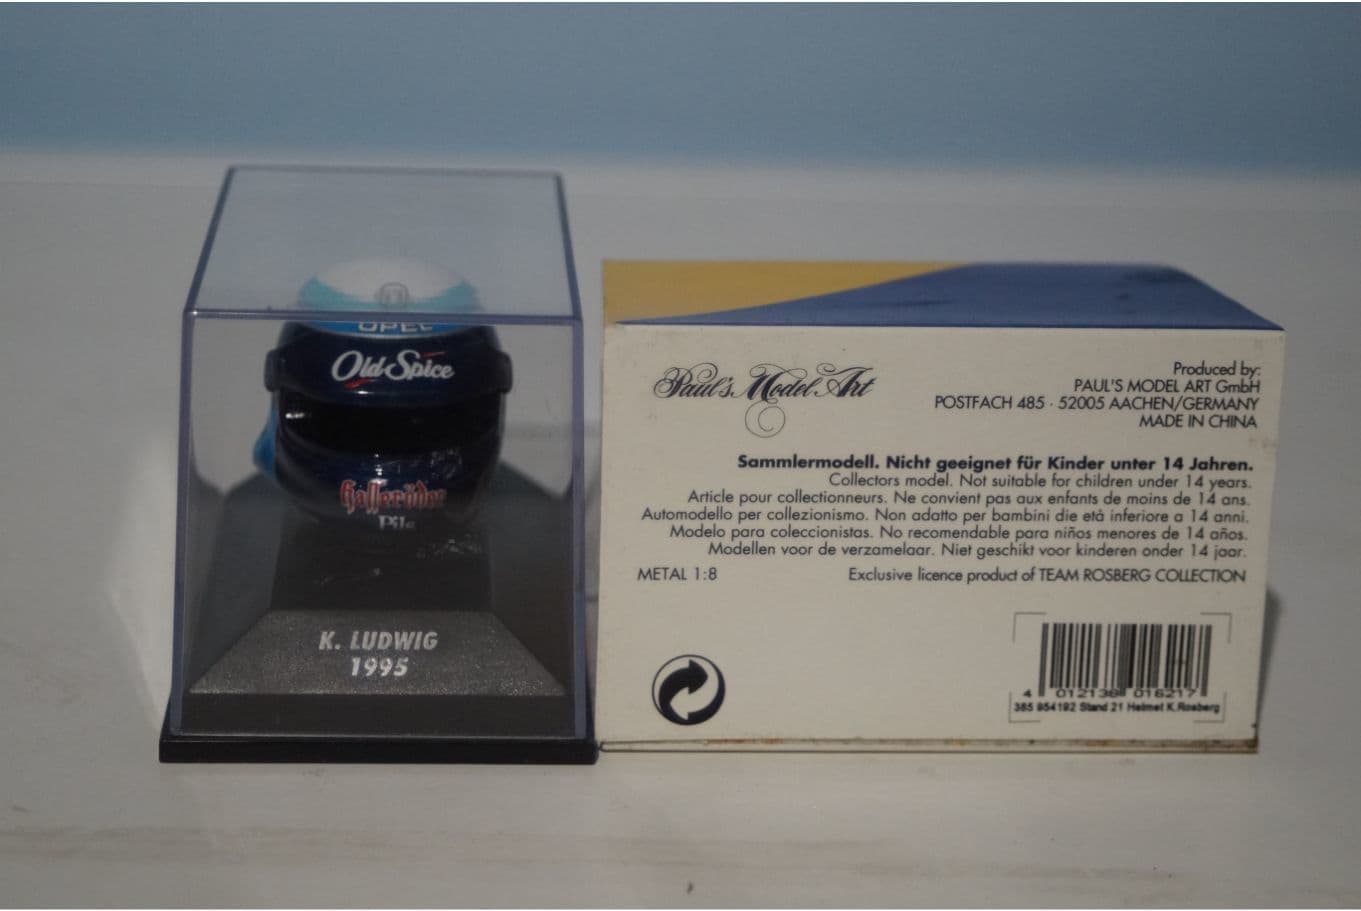 OPEL
Old Spice
Hasseröder
Pils
K. LUDWIG
1995
Paul's Model Art
Produced by:
PAUL'S MODEL ART GmbH
POSTFACH 485 · 52005 AACHEN/GERMANY
MADE IN CHINA
Sammlermodell. Nicht geeignet für Kinder unter 14 Jahren.
Collectors model. Not suitable for children under 14 years.
Article pour collectionneurs. Ne convient pas aux enfants de moins de 14 ans.
Automodello per collezionismo. Non adatto per bambini die età inferiore a 14 anni.
Modelo para coleccionistas. No recomendable para niños menores de 14 años.
Modellen voor de verzamelaar. Niet geschikt voor kinderen onder 14 jaar.
METAL 1:8
Exclusive licence product of TEAM ROSBERG COLLECTION
4 012138 016217
385 954192 Stand 21 Helmet K.Rosberg